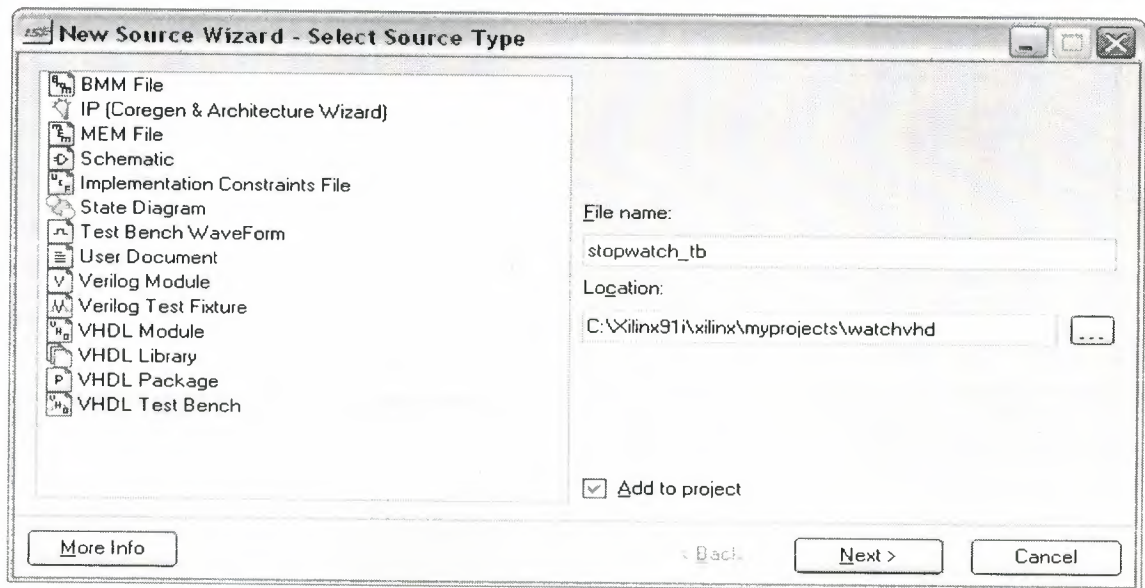 New Source Wizard - Select Source Type
BMM File
IP (Coregen & Architecture Wizard)
MEM File
Schematic
Implementation Constraints File
State Diagram
Test Bench WaveForm
User Document
Verilog Module
Verilog Test Fixture
VHDL Module
VHDL Library
VHDL Package
VHDL Test Bench
File name:
stopwatch_tb
Location:
C:\Xilinx91i\xilinx\myprojects\watchvhd
...
Add to project
More Info
< Back
Next >
Cancel